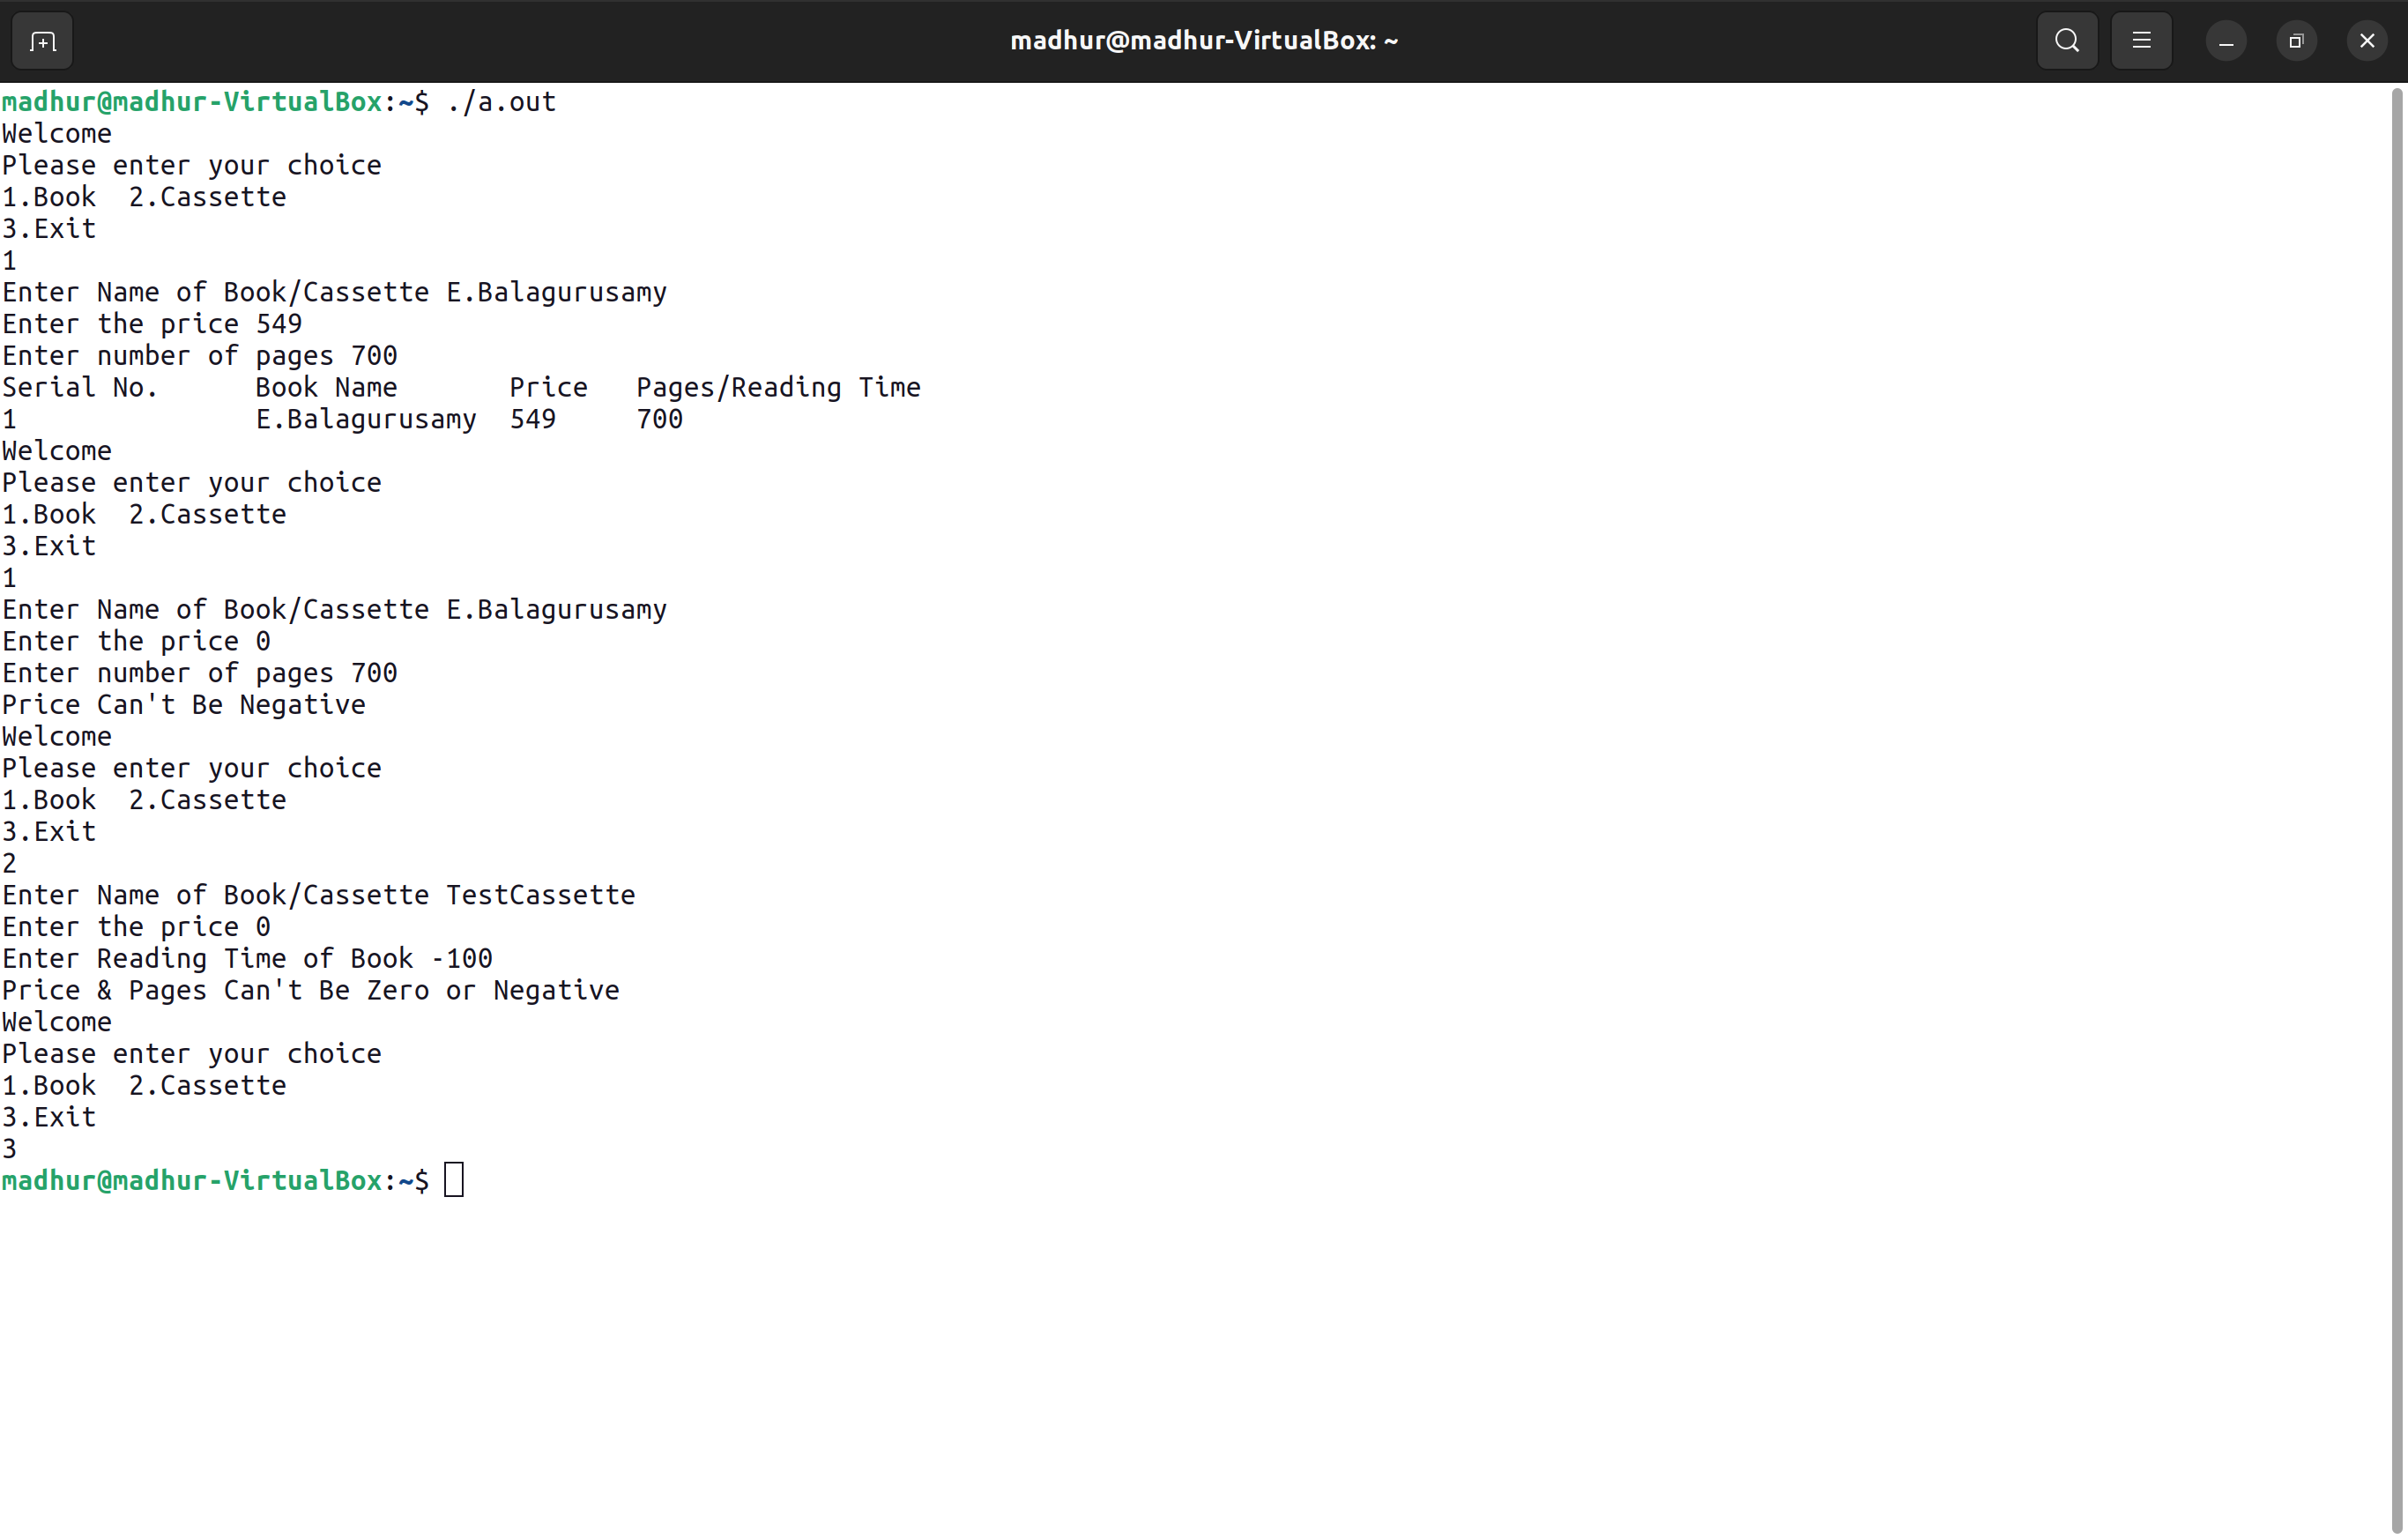 madhur@madhur-VirtualBox: ~
madhur@madhur-VirtualBox:~$ ./a.out
Welcome
Please enter your choice
1.Book  2.Cassette
3.Exit
1
Enter Name of Book/Cassette E.Balagurusamy
Enter the price 549
Enter number of pages 700
Serial No.      Book Name       Price   Pages/Reading Time
1               E.Balagurusamy  549     700
Welcome
Please enter your choice
1.Book  2.Cassette
3.Exit
1
Enter Name of Book/Cassette E.Balagurusamy
Enter the price 0
Enter number of pages 700
Price Can't Be Negative
Welcome
Please enter your choice
1.Book  2.Cassette
3.Exit
2
Enter Name of Book/Cassette TestCassette
Enter the price 0
Enter Reading Time of Book -100
Price & Pages Can't Be Zero or Negative
Welcome
Please enter your choice
1.Book  2.Cassette
3.Exit
3
madhur@madhur-VirtualBox:~$